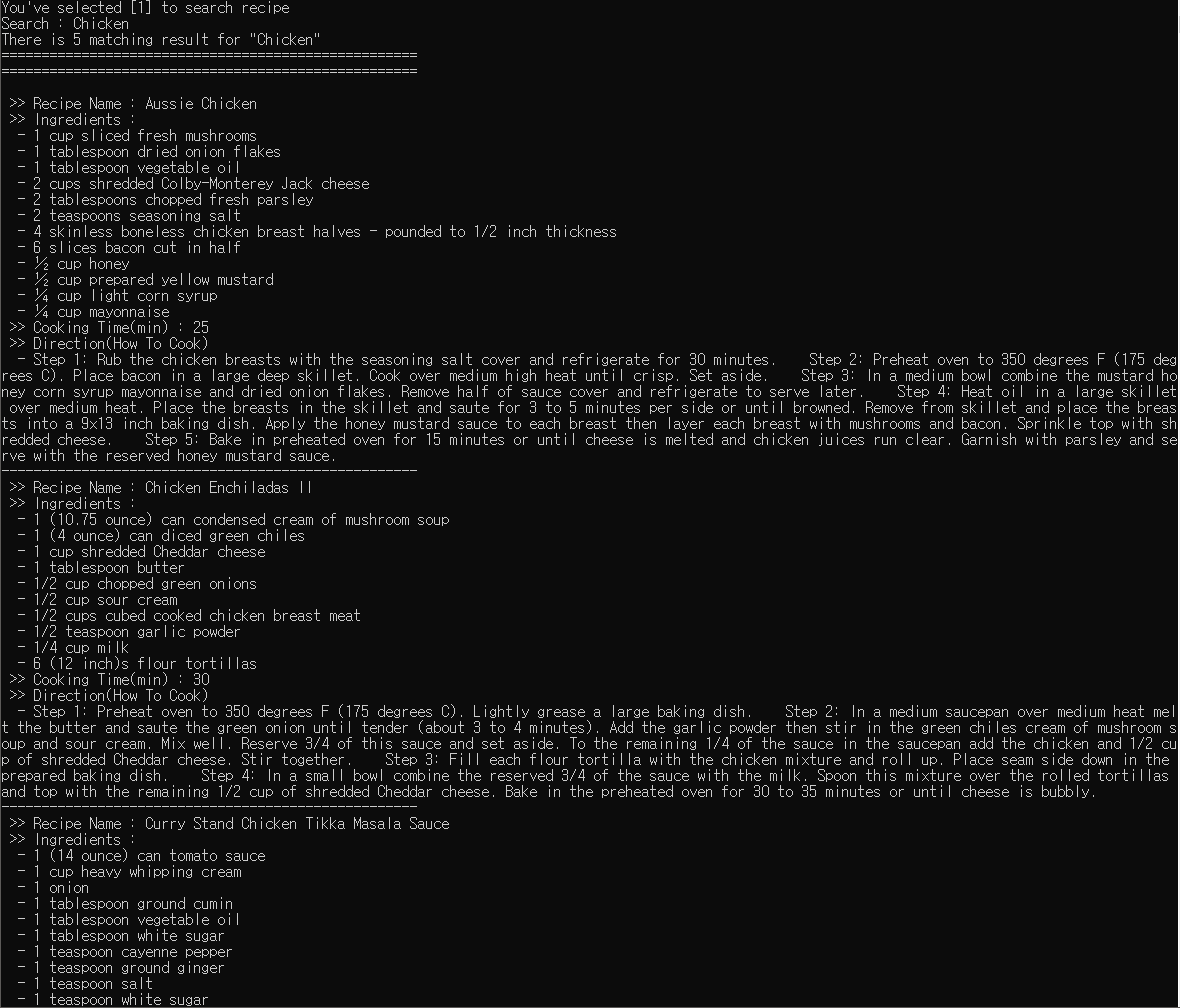 You've selected [1] to search recipe
Search : Chicken
There is 5 matching result for "Chicken"
====================================================
====================================================
>> Recipe Name : Aussie Chicken
>> Ingredients :
- 1 cup sliced fresh mushrooms
- 1 tablespoon dried onion flakes
- 1 tablespoon vegetable oil
- 2 cups shredded Colby-Monterey Jack cheese
- 2 tablespoons chopped fresh parsley
- 2 teaspoons seasoning salt
- 4 skinless boneless chicken breast halves - pounded to 1/2 inch thickness
- 6 slices bacon cut in half
- ½ cup honey
- ½ cup prepared yellow mustard
- ¼ cup light corn syrup
- ¼ cup mayonnaise
>> Cooking Time(min) : 25
>> Direction(How To Cook)
- Step 1: Rub the chicken breasts with the seasoning salt cover and refrigerate for 30 minutes.    Step 2: Preheat oven to 350 degrees F (175 deg
rees C). Place bacon in a large deep skillet. Cook over medium high heat until crisp. Set aside.    Step 3: In a medium bowl combine the mustard ho
ney corn syrup mayonnaise and dried onion flakes. Remove half of sauce cover and refrigerate to serve later.    Step 4: Heat oil in a large skillet
over medium heat. Place the breasts in the skillet and saute for 3 to 5 minutes per side or until browned. Remove from skillet and place the breas
ts into a 9x13 inch baking dish. Apply the honey mustard sauce to each breast then layer each breast with mushrooms and bacon. Sprinkle top with sh
redded cheese.    Step 5: Bake in preheated oven for 15 minutes or until cheese is melted and chicken juices run clear. Garnish with parsley and se
rve with the reserved honey mustard sauce.
----------------------------------------------------
>> Recipe Name : Chicken Enchiladas II
>> Ingredients :
- 1 (10.75 ounce) can condensed cream of mushroom soup
- 1 (4 ounce) can diced green chiles
- 1 cup shredded Cheddar cheese
- 1 tablespoon butter
- 1/2 cup chopped green onions
- 1/2 cup sour cream
- 1/2 cups cubed cooked chicken breast meat
- 1/2 teaspoon garlic powder
- 1/4 cup milk
- 6 (12 inch)s flour tortillas
>> Cooking Time(min) : 30
>> Direction(How To Cook)
- Step 1: Preheat oven to 350 degrees F (175 degrees C). Lightly grease a large baking dish.    Step 2: In a medium saucepan over medium heat mel
t the butter and saute the green onion until tender (about 3 to 4 minutes). Add the garlic powder then stir in the green chiles cream of mushroom s
oup and sour cream. Mix well. Reserve 3/4 of this sauce and set aside. To the remaining 1/4 of the sauce in the saucepan add the chicken and 1/2 cu
p of shredded Cheddar cheese. Stir together.    Step 3: Fill each flour tortilla with the chicken mixture and roll up. Place seam side down in the
prepared baking dish.    Step 4: In a small bowl combine the reserved 3/4 of the sauce with the milk. Spoon this mixture over the rolled tortillas
and top with the remaining 1/2 cup of shredded Cheddar cheese. Bake in the preheated oven for 30 to 35 minutes or until cheese is bubbly.
----------------------------------------------------
>> Recipe Name : Curry Stand Chicken Tikka Masala Sauce
>> Ingredients :
- 1 (14 ounce) can tomato sauce
- 1 cup heavy whipping cream
- 1 onion
- 1 tablespoon ground cumin
- 1 tablespoon vegetable oil
- 1 tablespoon white sugar
- 1 teaspoon cayenne pepper
- 1 teaspoon ground ginger
- 1 teaspoon salt
- 1 teaspoon white sugar